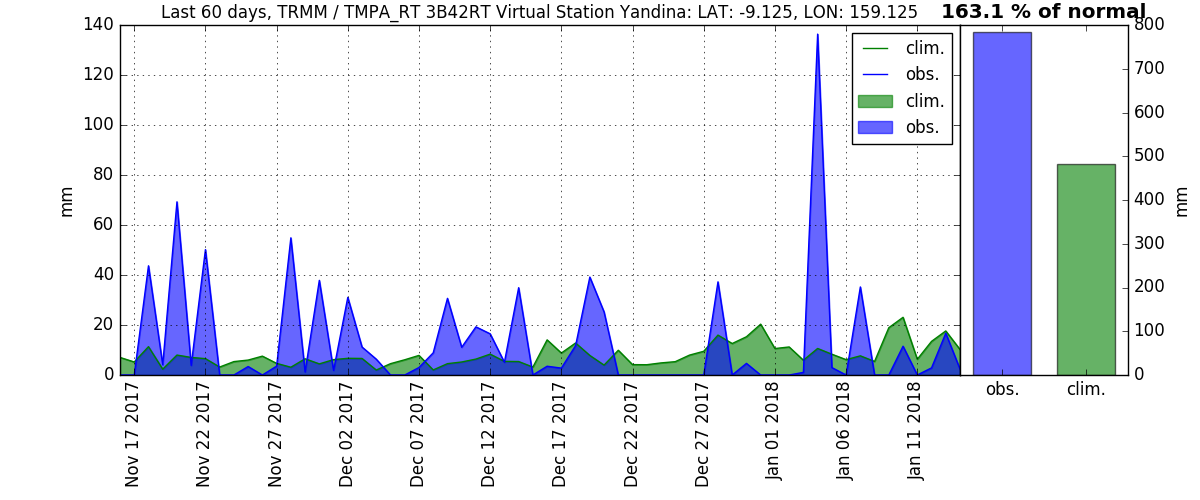 Last 60 days, TRMM / TMPA_RT 3B42RT Virtual Station Yandina: LAT: -9.125, LON: 159.125
163.1 % of normal
140
120
100
80
60
40
20
0
mm
clim.
obs.
clim.
obs.
800
700
600
500
400
300
200
100
0
mm
Nov 17 2017
Nov 22 2017
Nov 27 2017
Dec 02 2017
Dec 07 2017
Dec 12 2017
Dec 17 2017
Dec 22 2017
Dec 27 2017
Jan 01 2018
Jan 06 2018
Jan 11 2018
obs.
clim.